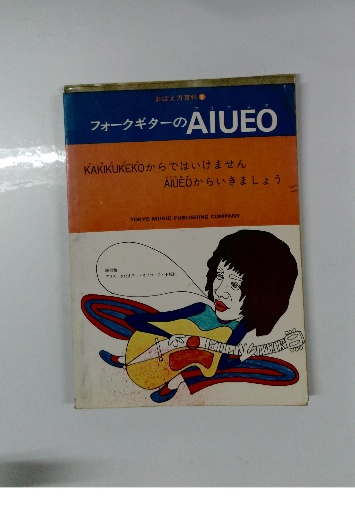 おぼえ方百科
フォークギターのAIUEO
KAKIKUKEKOからではいけません
AIUEOからいきましょう
TOKYO MUSIC PUBLISHING COMPANY